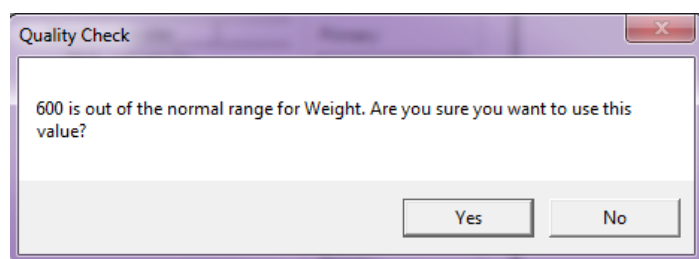 Quality Check
600 is out of the normal range for Weight. Are you sure you want to use this
value?
Yes
No